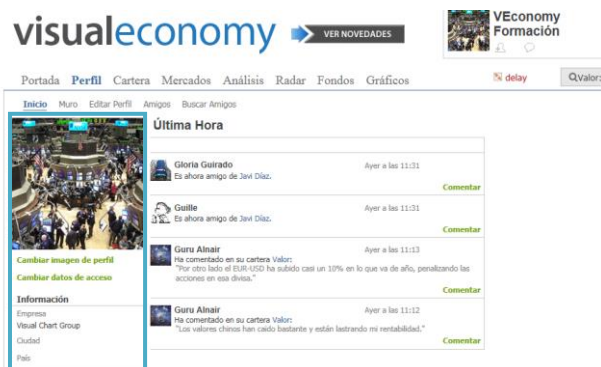 visualeconomy
VER NOVEDADES
VEconomy
Formación
Portada Perfil Cartera Mercados Análisis Radar Fondos Gráficos
delay
Valor:
Inicio Muro Editar Perfil Amigos Buscar Amigos
Última Hora
Gloria Guirado Ayer a las 11:31
Es ahora amigo de Javi Díaz.
Comentar
Guille Ayer a las 11:31
Es ahora amigo de Javi Díaz.
Comentar
Guru Alnair Ayer a las 11:13
Ha comentado en su cartera Valor:
"Por otro lado el EUR-USD ha subido casi un 10% en lo que va de año, penalizando las
acciones en esa divisa."
Comentar
Guru Alnair Ayer a las 11:12
Ha comentado en su cartera Valor:
"Los valores chinos han caido bastante y están lastrando mi rentabilidad."
Comentar
Cambiar imagen de perfil
Cambiar datos de acceso
Información
Empresa
Visual Chart Group
Ciudad
País